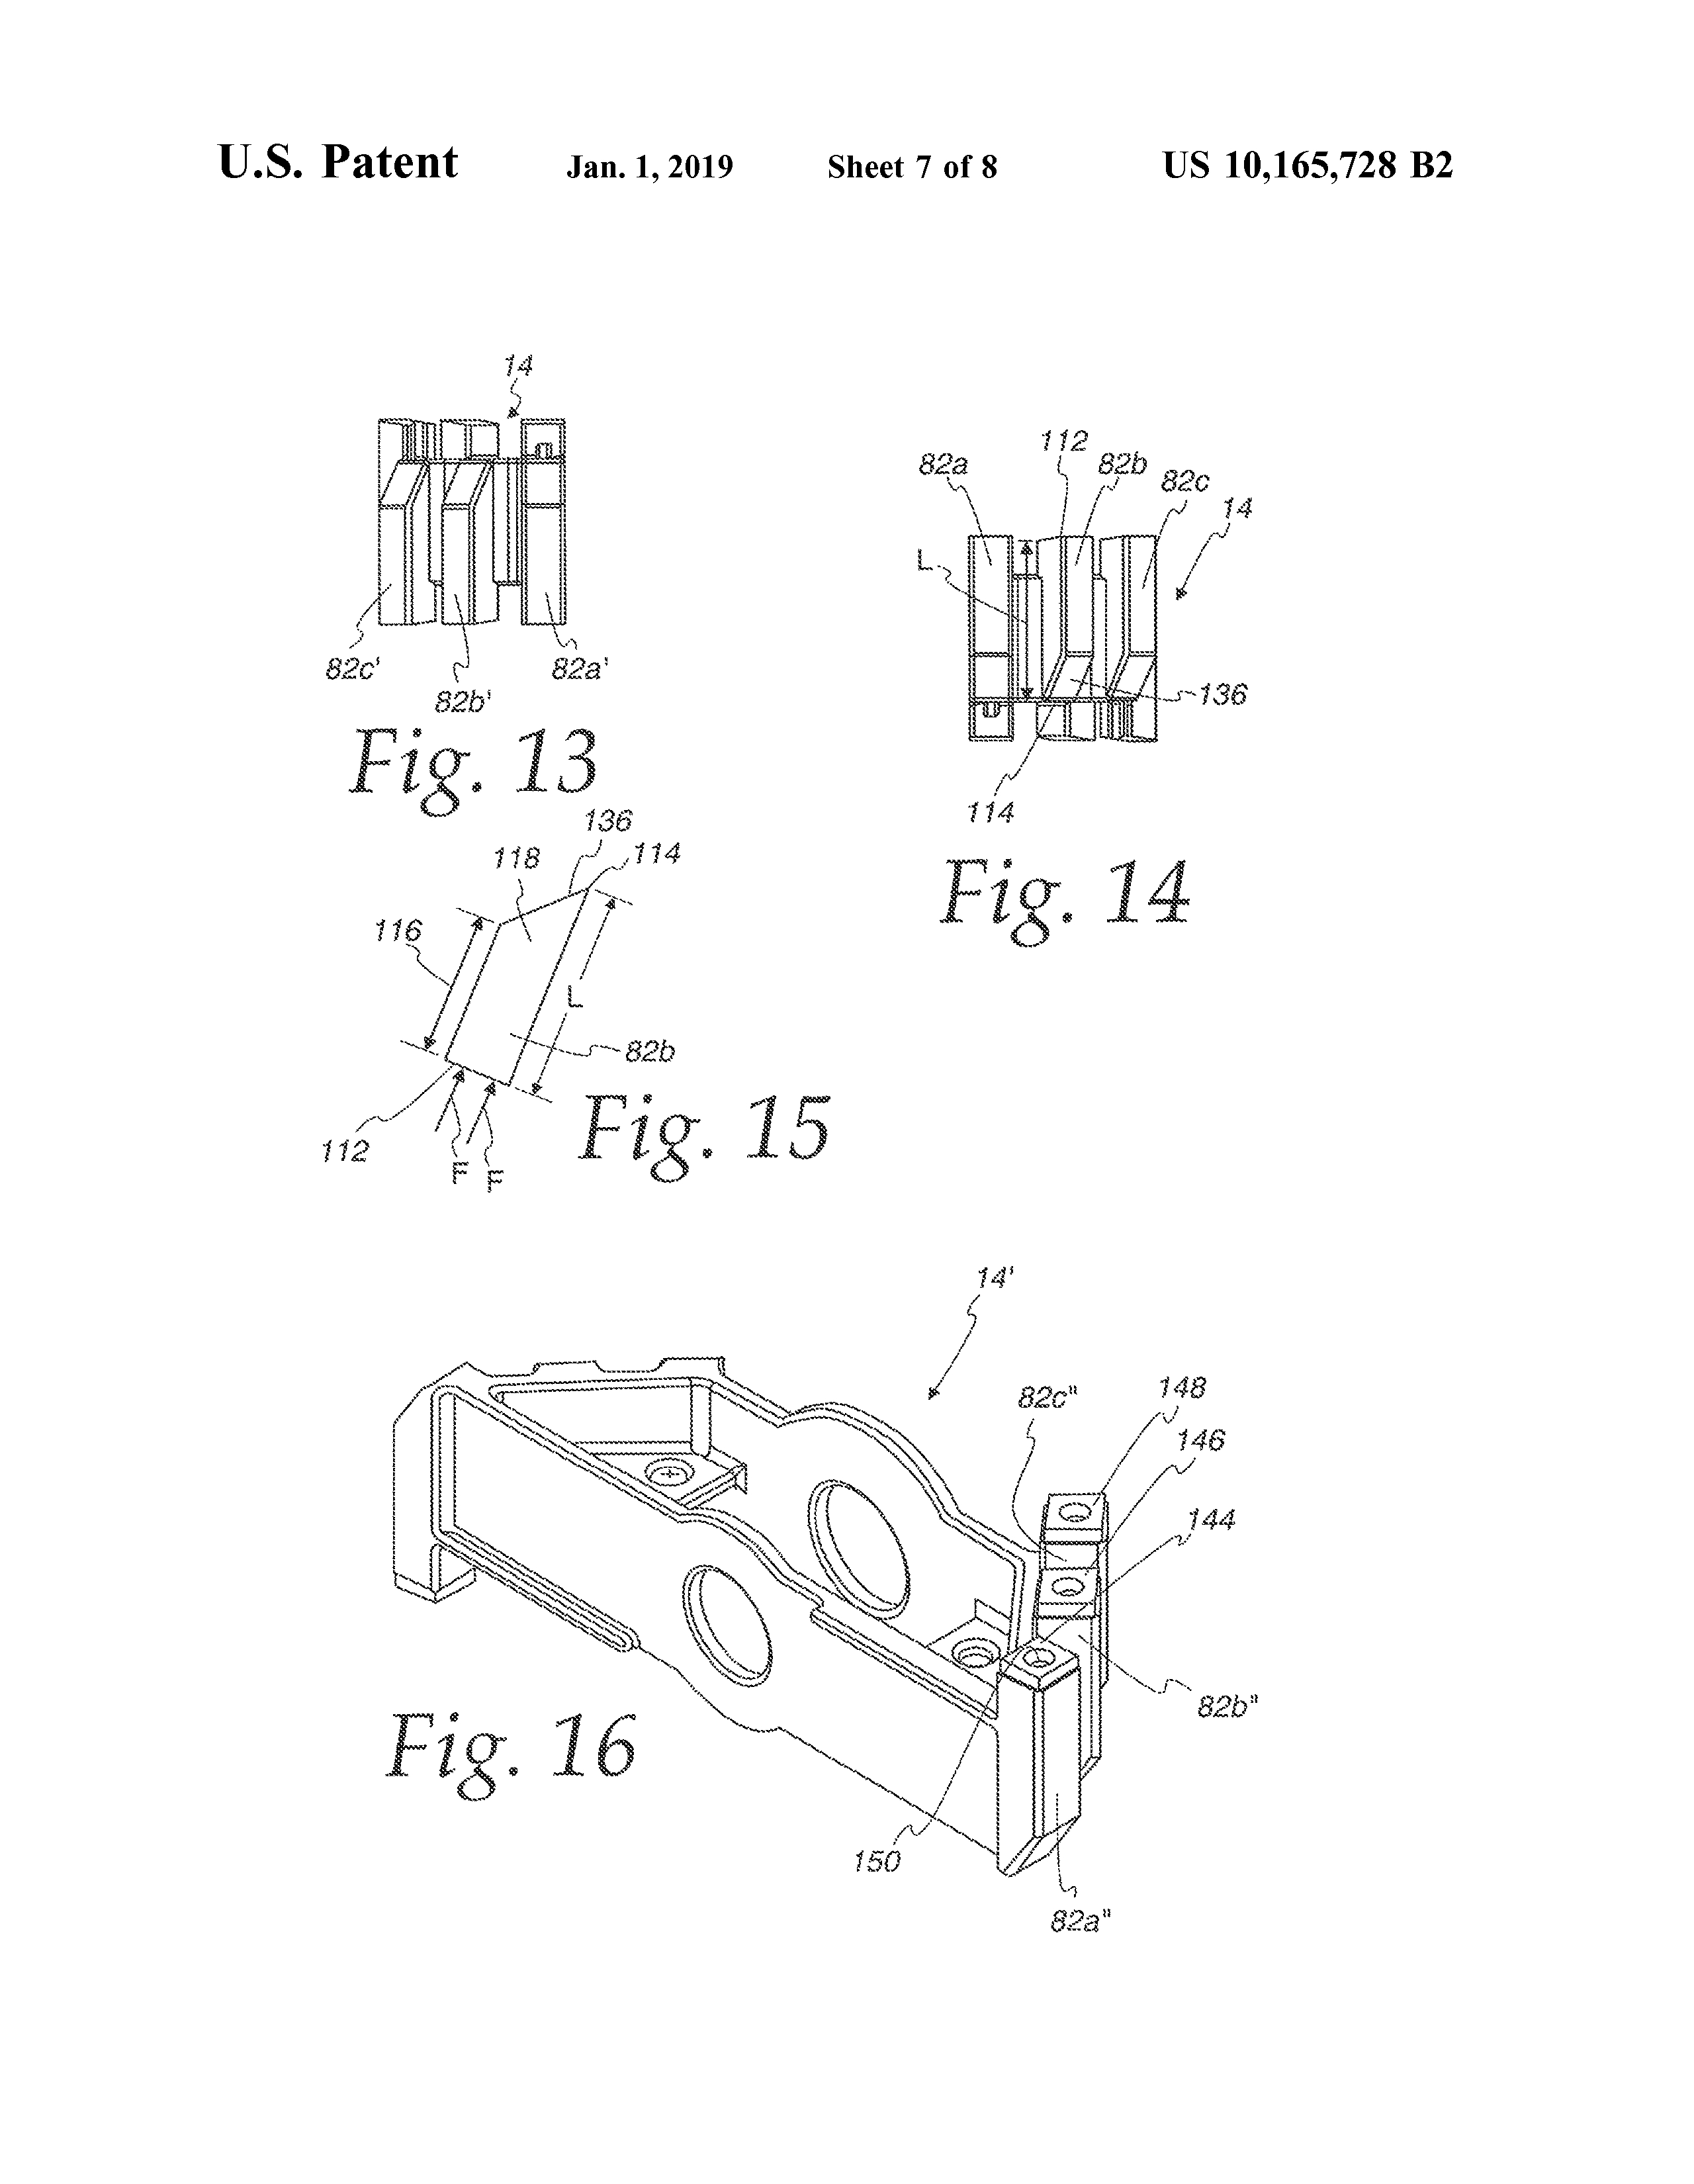 U.S. Patent Jan. 1, 2019 Sheet 7 of 8 US 10,165,728 B2
14
82c'
82b'
82a'
Fig. 13
112
82a
82b
82c
14
L
136
114
Fig. 14
136
118
114
116
L
82b
112
F
F
Fig. 15
14'
82c"
148
146
144
82b"
150
82a"
Fig. 16